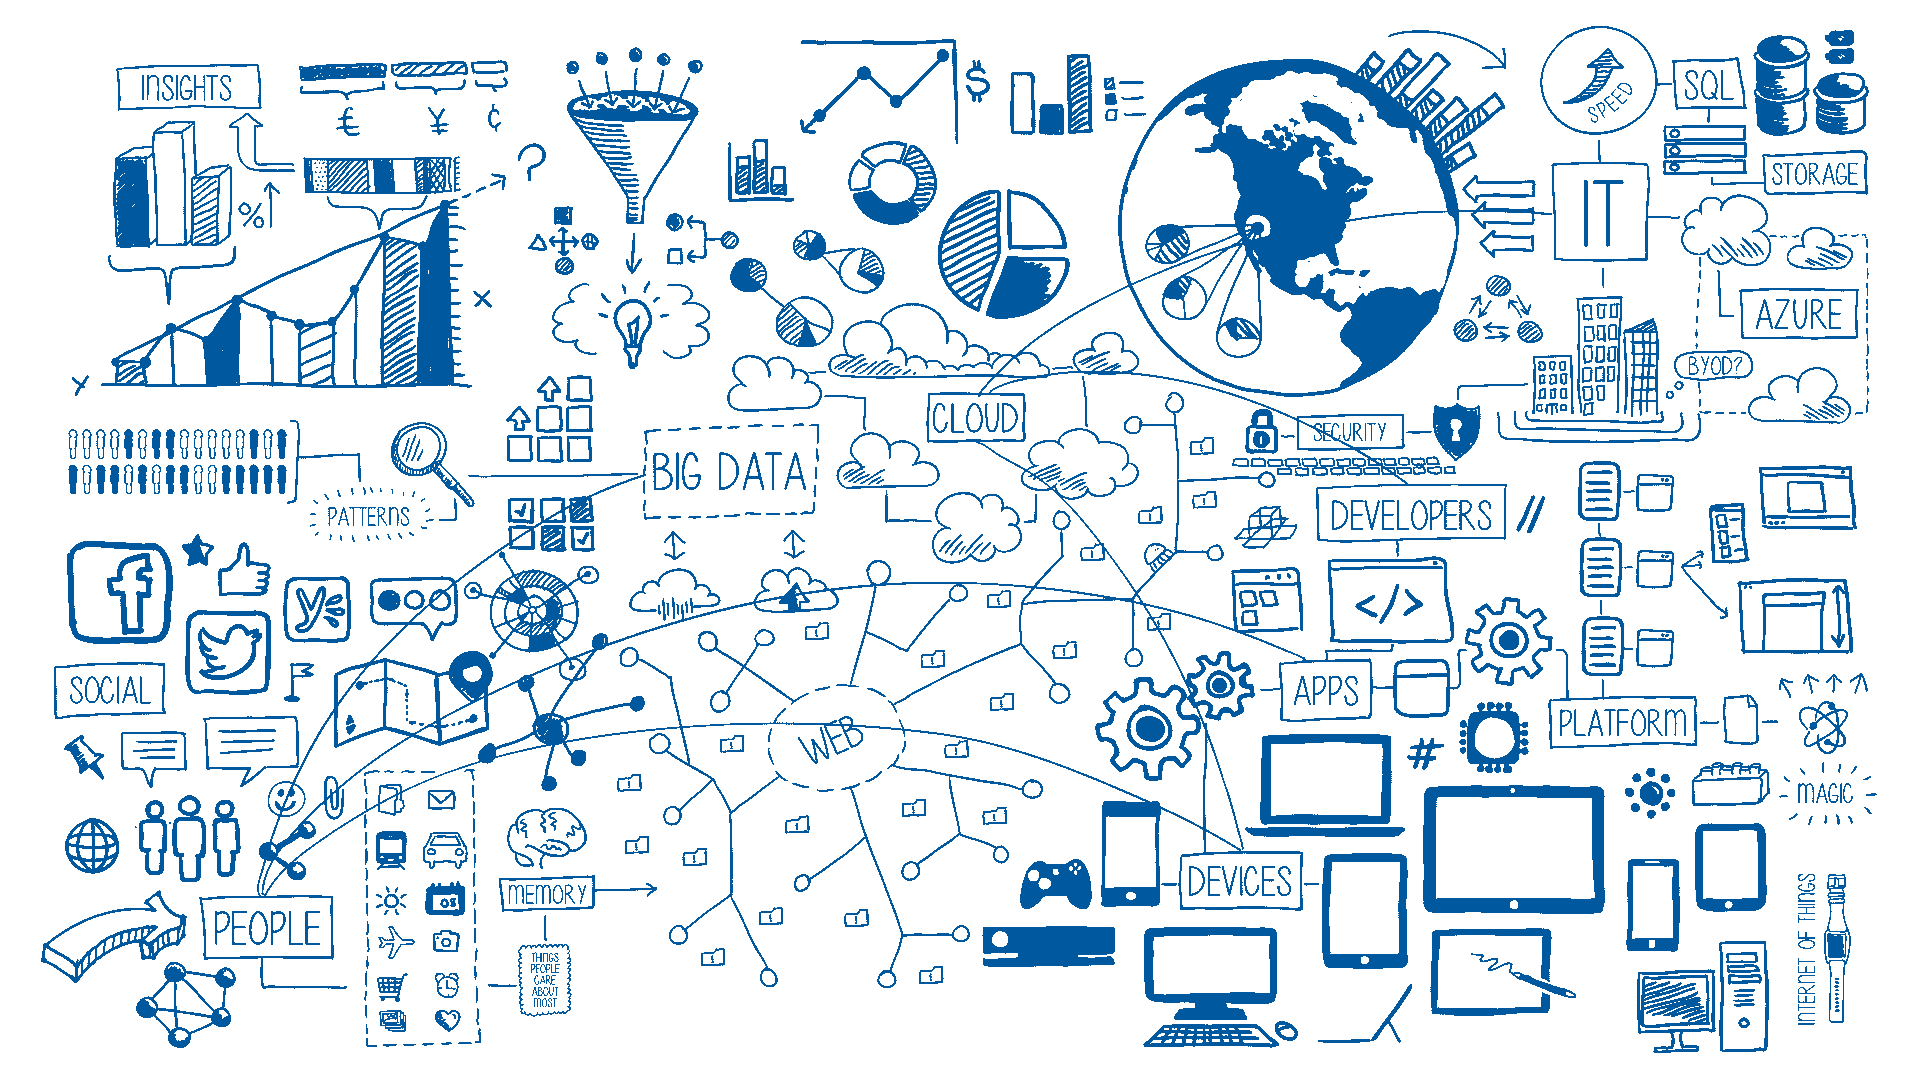 INSIGHTS
€
¥
¢
?
%
$
SPEED
SQL
STORAGE
IT
AZURE
BYOD?
X
Y
CLOUD
SECURITY
BIG DATA
PATTERNS
DEVELOPERS
//
</>
f
y
SOCIAL
WEB
APPS
PLATFORM
#
MAGIC
MEMORY
DEVICES
PEOPLE
THINGS
PEOPLE
CARE
ABOUT
MOST
INTERNET OF THINGS